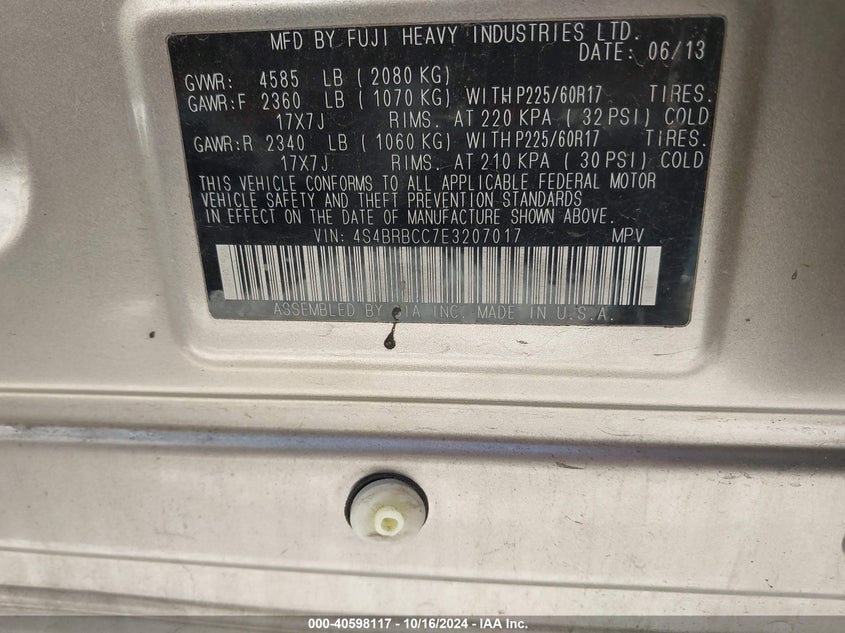 MFD BY FUJI HEAVY INDUSTRIES LTD.
DATE: 06/13
GVWR: 4585 LB ( 2080 KG)
GAWR:F 2360 LB ( 1070 KG) WITH P225/60R17 TIRES.
17X7J RIMS. AT 220 KPA ( 32 PSI) COLD
GAWR:R 2340 LB ( 1060 KG) WITH P225/60R17 TIRES.
17X7J RIMS. AT 210 KPA ( 30 PSI) COLD
THIS VEHICLE CONFORMS TO ALL APPLICABLE FEDERAL MOTOR
VEHICLE SAFETY AND THEFT PREVENTION STANDARDS
IN EFFECT ON THE DATE OF MANUFACTURE SHOWN ABOVE.
VIN: 4S4BRBCC7E3207017 MPV
ASSEMBLED BY SIA INC. MADE IN U.S.A.
000-40598117 - 10/16/2024 - IAA Inc.